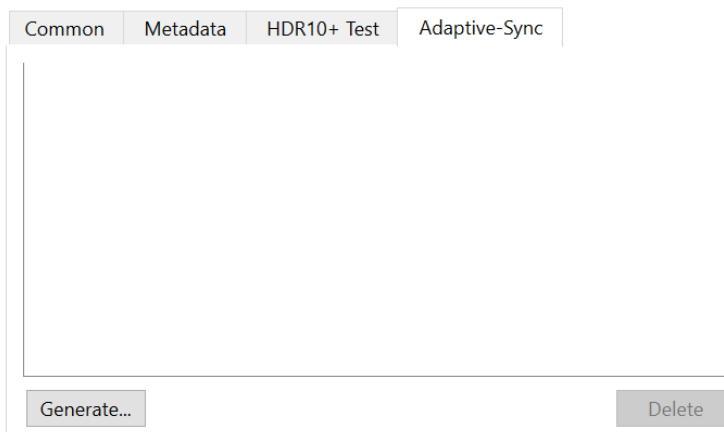 Common Metadata HDR10+ Test Adaptive-Sync
Generate... Delete